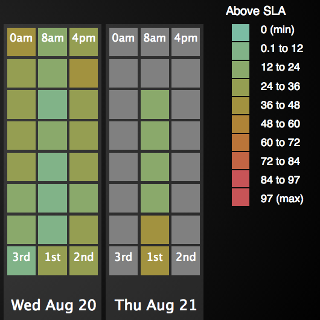 Above SLA
0am 8am 4pm
0am 8am 4pm
0 (min)
0.1 to 12
12 to 24
24 to 36
36 to 48
48 to 60
60 to 72
72 to 84
84 to 97
97 (max)
3rd 1st 2nd
3rd 1st 2nd
Wed Aug 20
Thu Aug 21